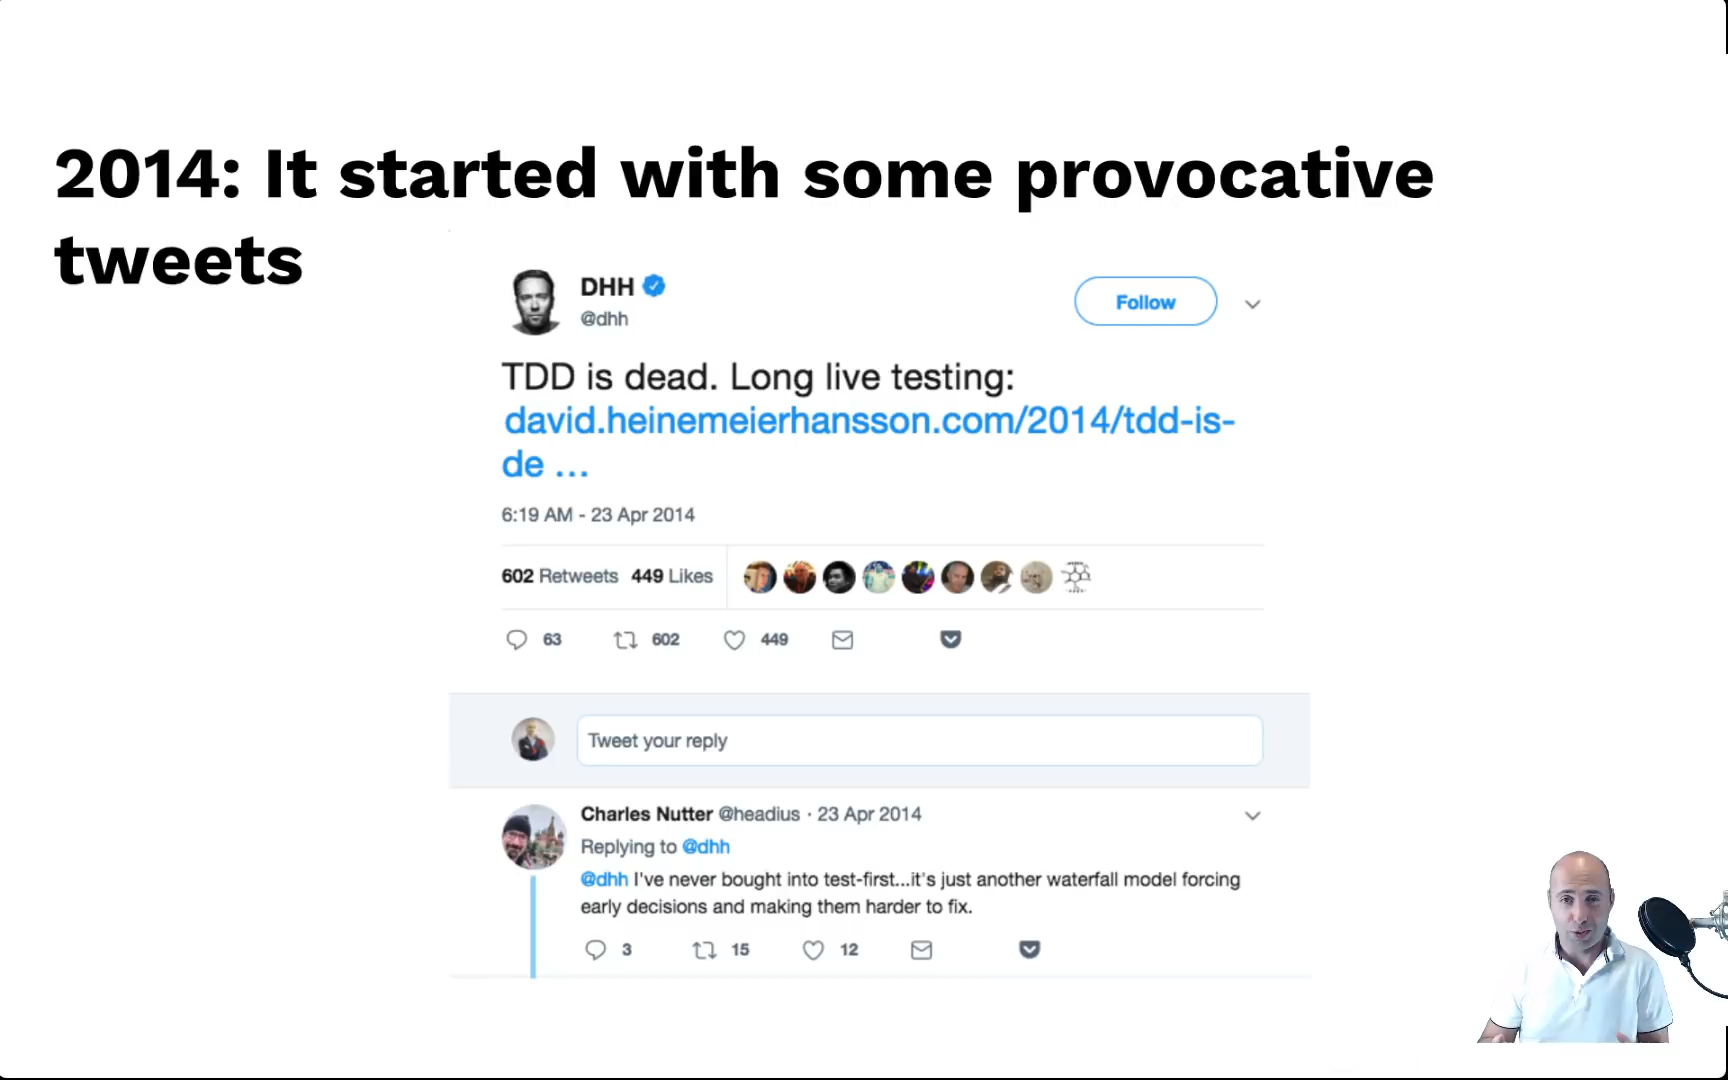 2014: It started with some provocative
tweets
DHH
@dhh
Follow
TDD is dead. Long live testing:
david.heinemeierhansson.com/2014/tdd-is-
de …
6:19 AM - 23 Apr 2014
602 Retweets 449 Likes
63 602 449
Tweet your reply
Charles Nutter @headius · 23 Apr 2014
Replying to @dhh
@dhh I've never bought into test-first...it's just another waterfall model forcing
early decisions and making them harder to fix.
3 15 12